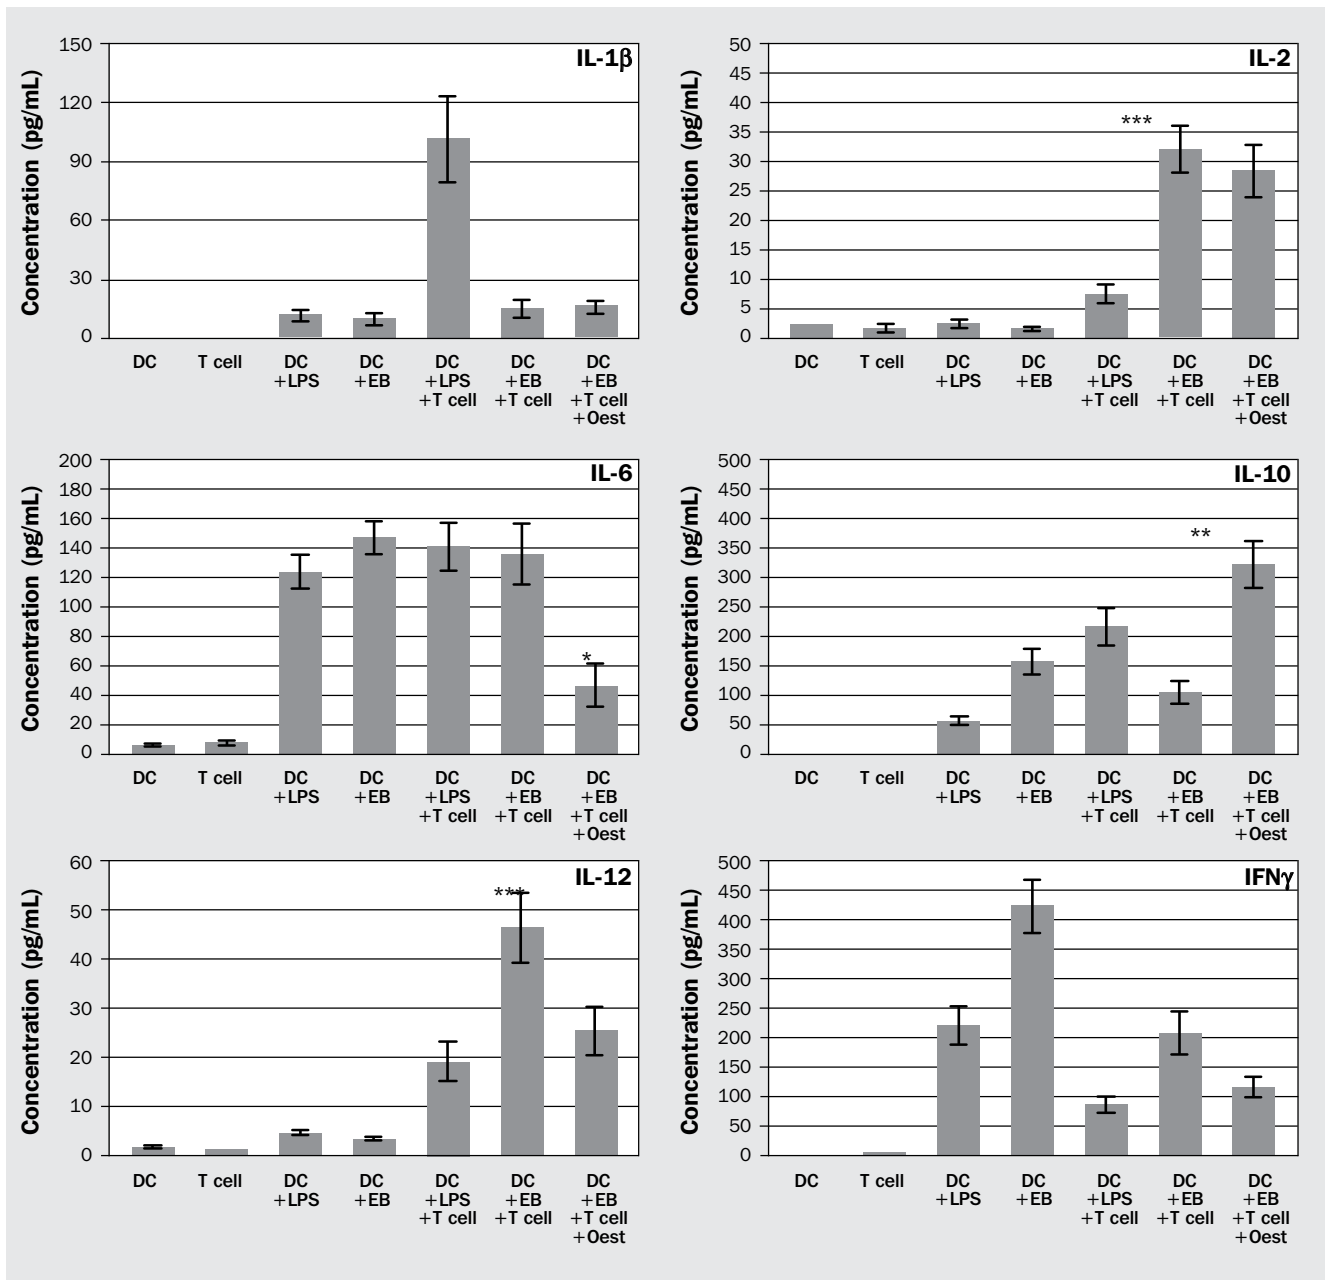 IL-1β
Concentration (pg/mL)
150
120
90
60
30
0
DC T cell DC DC DC DC DC
+LPS +EB +LPS +EB +EB
+T cell +T cell +T cell
+Oest
IL-2
Concentration (pg/mL)
50
45
40
35
30
25
20
15
10
5
0
***
DC T cell DC DC DC DC DC
+LPS +EB +LPS +EB +EB
+T cell +T cell +T cell
+Oest
IL-6
Concentration (pg/mL)
200
180
160
140
120
100
80
60
40
20
0
*
DC T cell DC DC DC DC DC
+LPS +EB +LPS +EB +EB
+T cell +T cell +T cell
+Oest
IL-10
Concentration (pg/mL)
500
450
400
350
300
250
200
150
100
50
0
**
DC T cell DC DC DC DC DC
+LPS +EB +LPS +EB +EB
+T cell +T cell +T cell
+Oest
IL-12
Concentration (pg/mL)
60
50
40
30
20
10
0
***
DC T cell DC DC DC DC DC
+LPS +EB +LPS +EB +EB
+T cell +T cell +T cell
+Oest
IFNγ
Concentration (pg/mL)
500
450
400
350
300
250
200
150
100
50
0
DC T cell DC DC DC DC DC
+LPS +EB +LPS +EB +EB
+T cell +T cell +T cell
+Oest